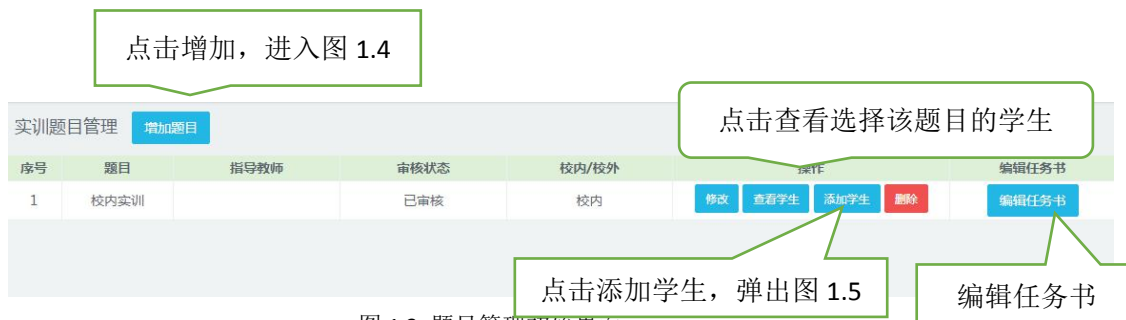 点击增加，进入图 1.4
点击查看选择该题目的学生
实训题目管理 增加题目
序号 题目 指导教师 审核状态 校内/校外 操作 编辑任务书
1 校内实训 已审核 校内 修改 查看学生 添加学生 删除 编辑任务书
点击添加学生，弹出图 1.5
编辑任务书